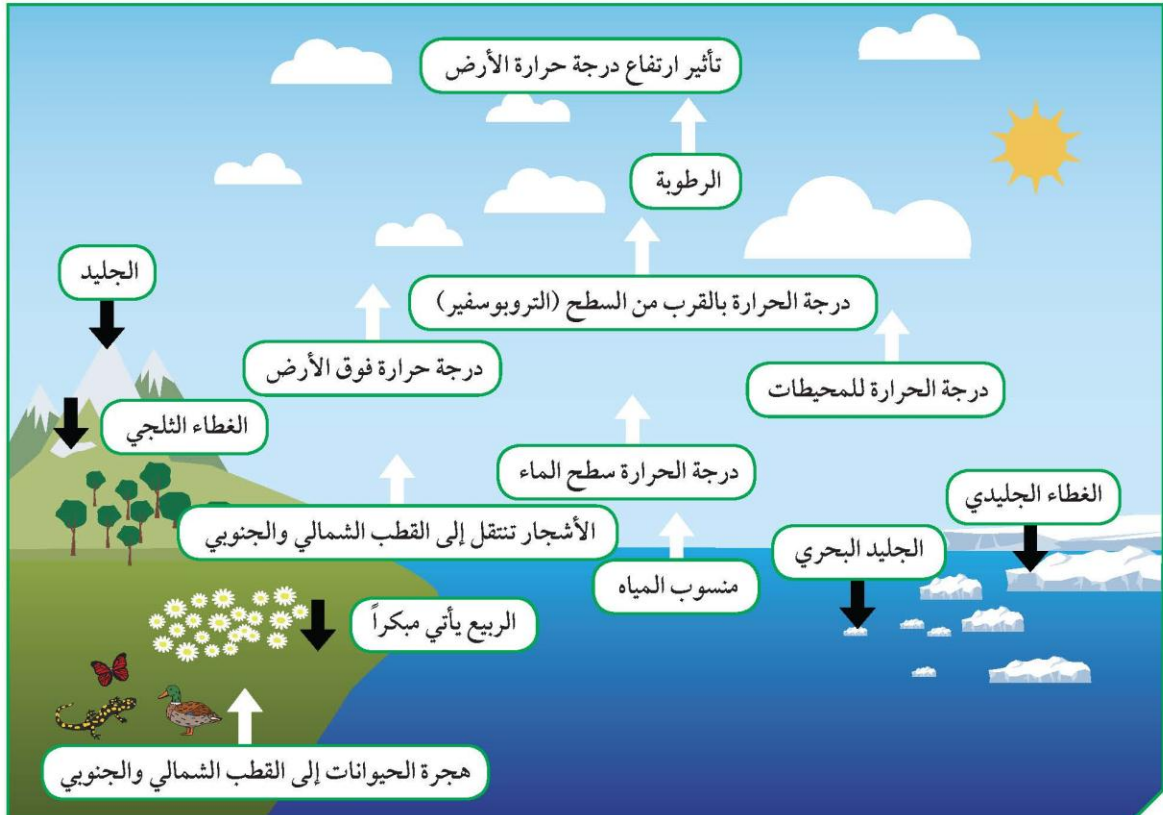 تأثير ارتفاع درجة حرارة الأرض
الرطوبة
الجليد
درجة الحرارة بالقرب من السطح (التروبوسفير)
درجة حرارة فوق الأرض
درجة الحرارة للمحيطات
الغطاء الثلجي
درجة الحرارة سطح الماء
الغطاء الجليدي
الأشجار تنتقل إلى القطب الشمالي والجنوبي
الجليد البحري
منسوب المياه
الربيع يأتي مبكراً
هجرة الحيوانات إلى القطب الشمالي والجنوبي